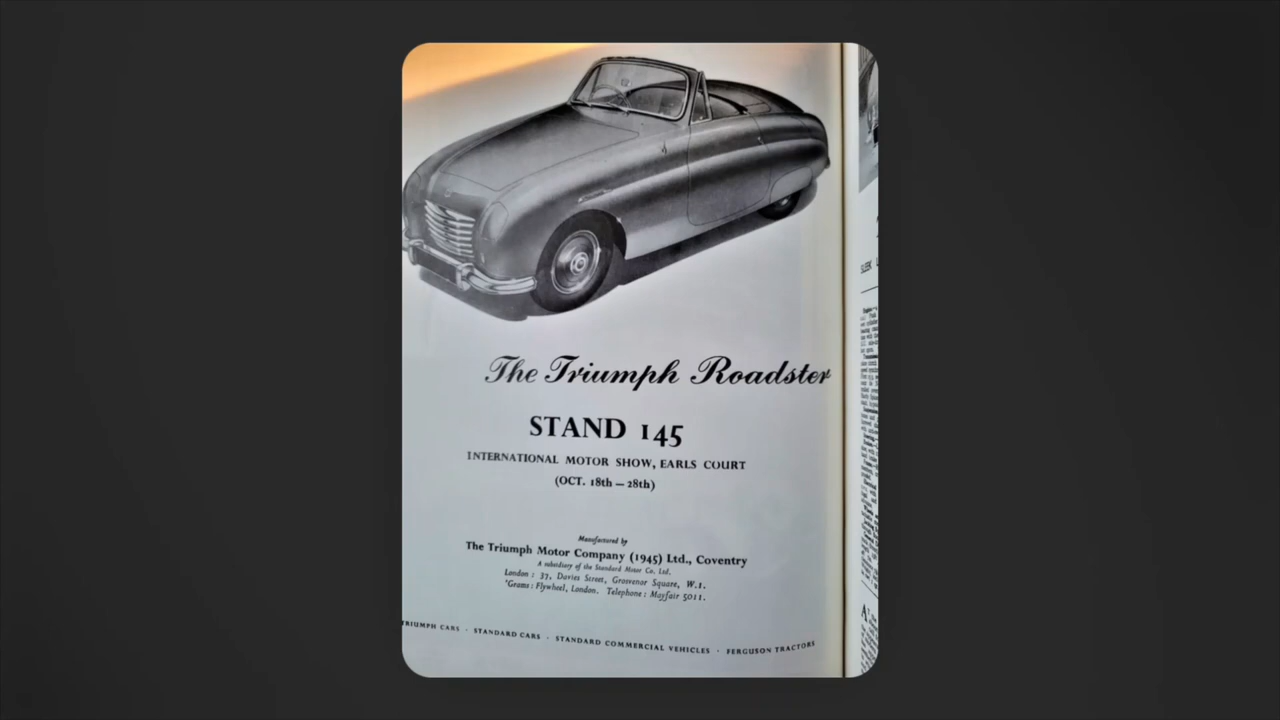 The Triumph Roadster
STAND 145
INTERNATIONAL MOTOR SHOW, EARLS COURT
(OCT. 18th — 28th)
Manufactured by
The Triumph Motor Company (1945) Ltd., Coventry
A subsidiary of the Standard Motor Co. Ltd.
London: 37, Davies Street, Grosvenor Square, W.1.
'Grams: Flywheel, London. Telephone: Mayfair 5011.
TRIUMPH CARS · STANDARD CARS · STANDARD COMMERCIAL VEHICLES · FERGUSON TRACTORS
SLEEK